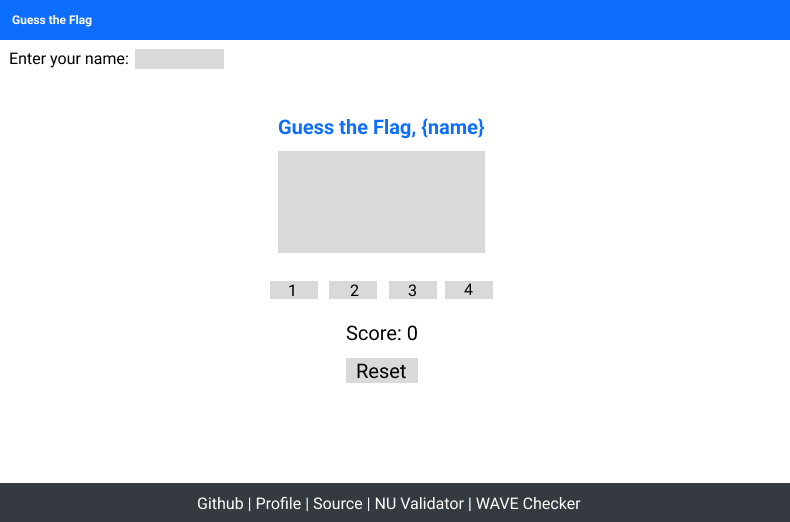 Guess the Flag
Enter your name:
Guess the Flag, {name}
1 2 3 4
Score: 0
Reset
Github | Profile | Source | NU Validator | WAVE Checker